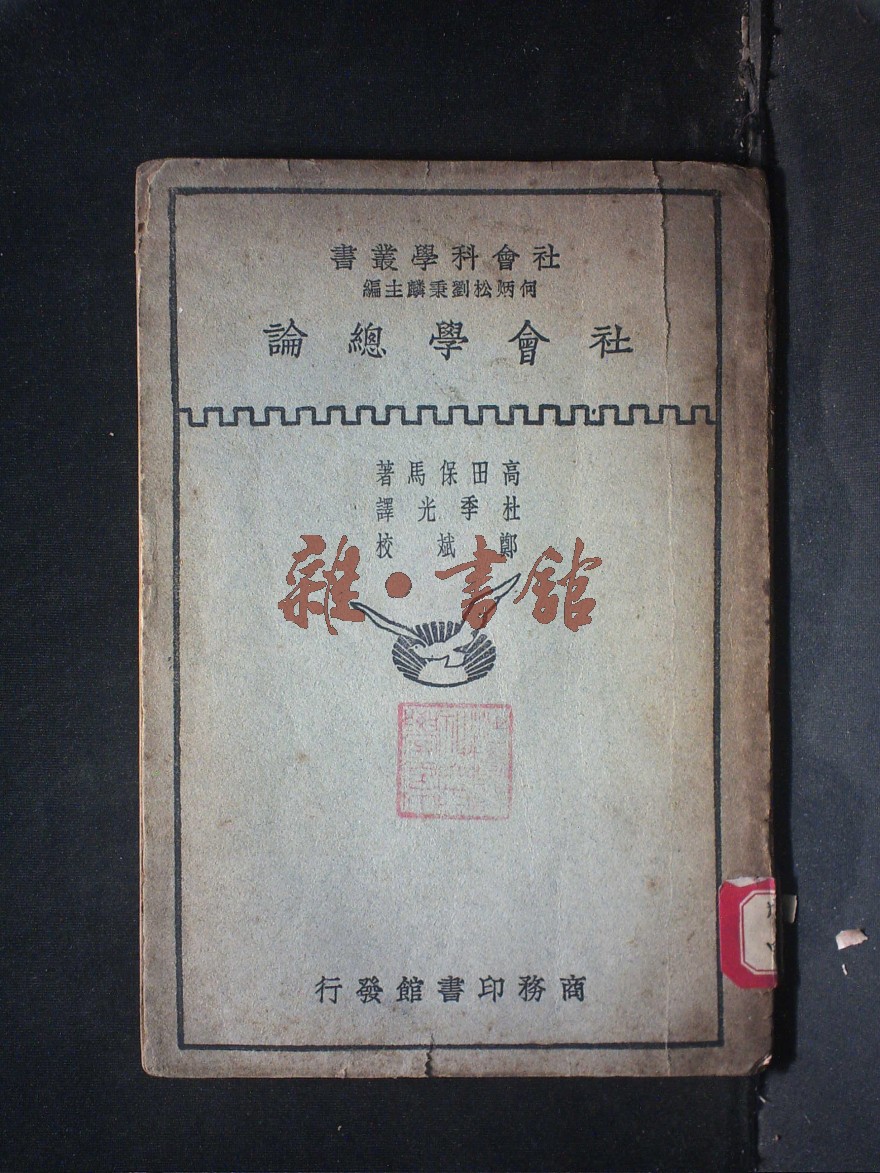 社會科學叢書
何炳松劉秉麟主編
社會學總論
高田保馬著
杜季光譯
鄭斌校
雜·書館
商務印書館發行